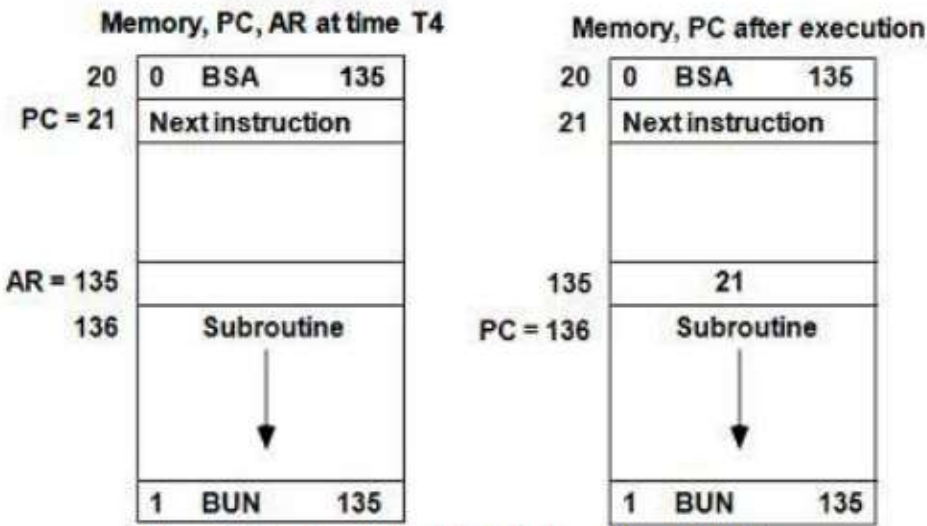 Memory, PC, AR at time T4
20 0 BSA 135
PC = 21 Next instruction
AR = 135
136 Subroutine
1 BUN 135
Memory, PC after execution
20 0 BSA 135
21 Next instruction
135 21
PC = 136 Subroutine
1 BUN 135